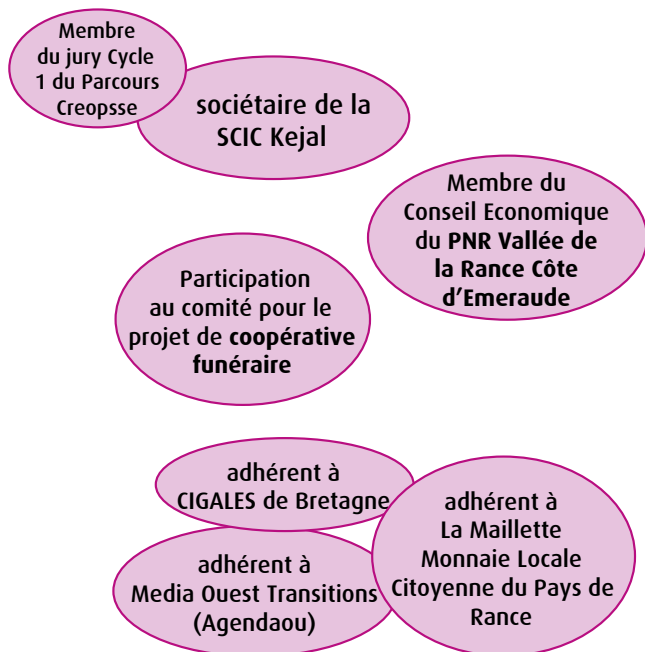 Membre
du jury Cycle
1 du Parcours
Creopsse
sociétaire de la
SCIC Kejal
Membre du
Conseil Economique
du PNR Vallée de
la Rance Côte
d’Emeraude
Participation
au comité pour le
projet de coopérative
funéraire
adhérent à
CIGALES de Bretagne
adhérent à
La Maillette
Monnaie Locale
Citoyenne du Pays de
Rance
adhérent à
Media Ouest Transitions
(Agendaou)